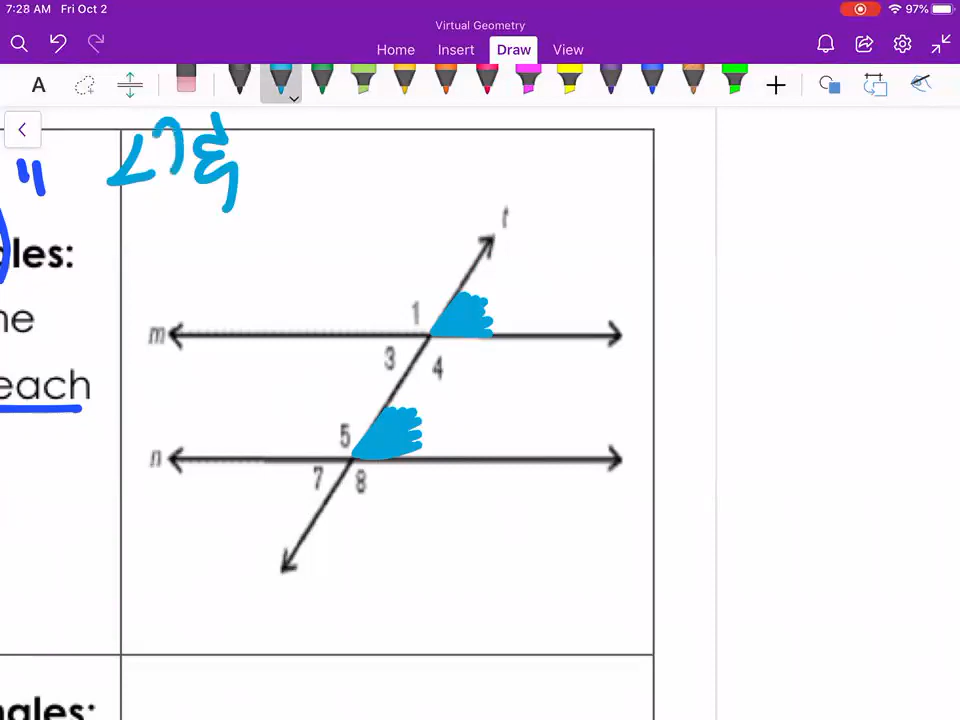 7:28 AM Fri Oct 2
97%
Virtual Geometry
Home Insert Draw View
A
"
∠7 &
t
gles:
ne
1
m
3 4
each
5
n
7 8
ngles: